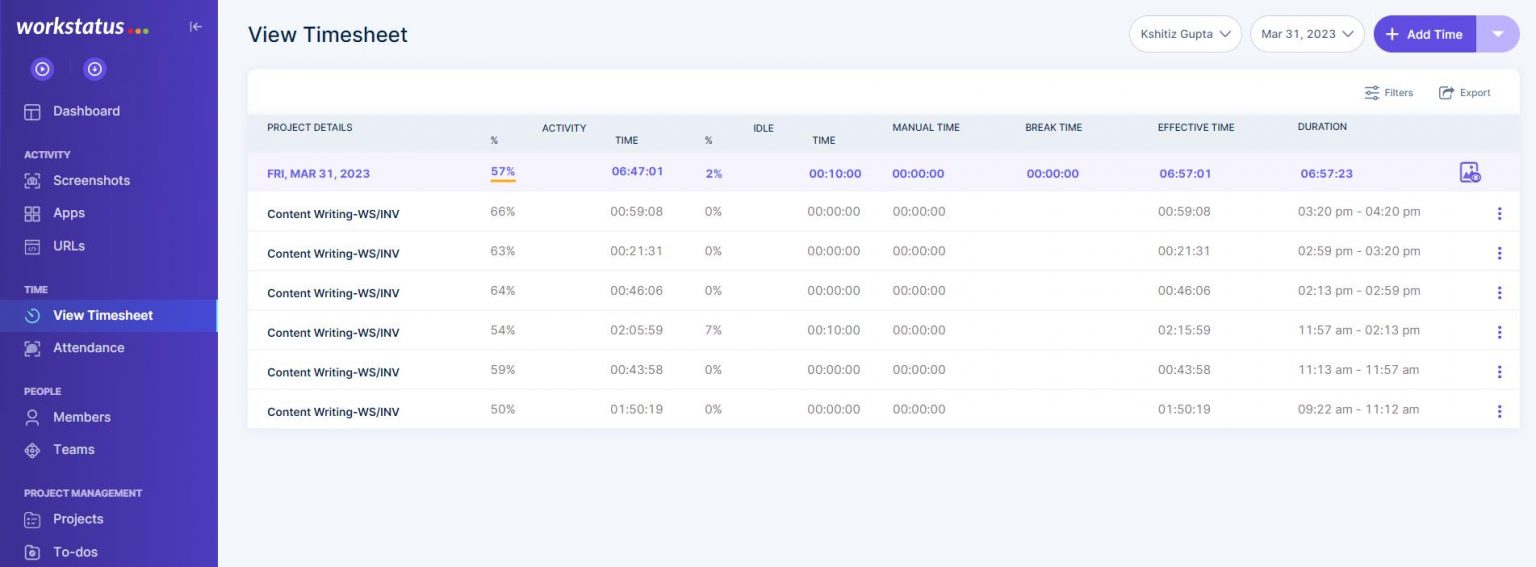 workstatus
Dashboard
ACTIVITY
Screenshots
Apps
URLs
TIME
View Timesheet
Attendance
PEOPLE
Members
Teams
PROJECT MANAGEMENT
Projects
To-dos
View Timesheet
Kshitiz Gupta
Mar 31, 2023
+ Add Time
Filters
Export
PROJECT DETAILS ACTIVITY IDLE MANUAL TIME BREAK TIME EFFECTIVE TIME DURATION
% TIME % TIME
FRI, MAR 31, 2023 57% 06:47:01 2% 00:10:00 00:00:00 00:00:00 06:57:01 06:57:23
Content Writing-WS/INV 66% 00:59:08 0% 00:00:00 00:00:00 00:59:08 03:20 pm - 04:20 pm
Content Writing-WS/INV 63% 00:21:31 0% 00:00:00 00:00:00 00:21:31 02:59 pm - 03:20 pm
Content Writing-WS/INV 64% 00:46:06 0% 00:00:00 00:00:00 00:46:06 02:13 pm - 02:59 pm
Content Writing-WS/INV 54% 02:05:59 7% 00:10:00 00:00:00 02:15:59 11:57 am - 02:13 pm
Content Writing-WS/INV 59% 00:43:58 0% 00:00:00 00:00:00 00:43:58 11:13 am - 11:57 am
Content Writing-WS/INV 50% 01:50:19 0% 00:00:00 00:00:00 01:50:19 09:22 am - 11:12 am